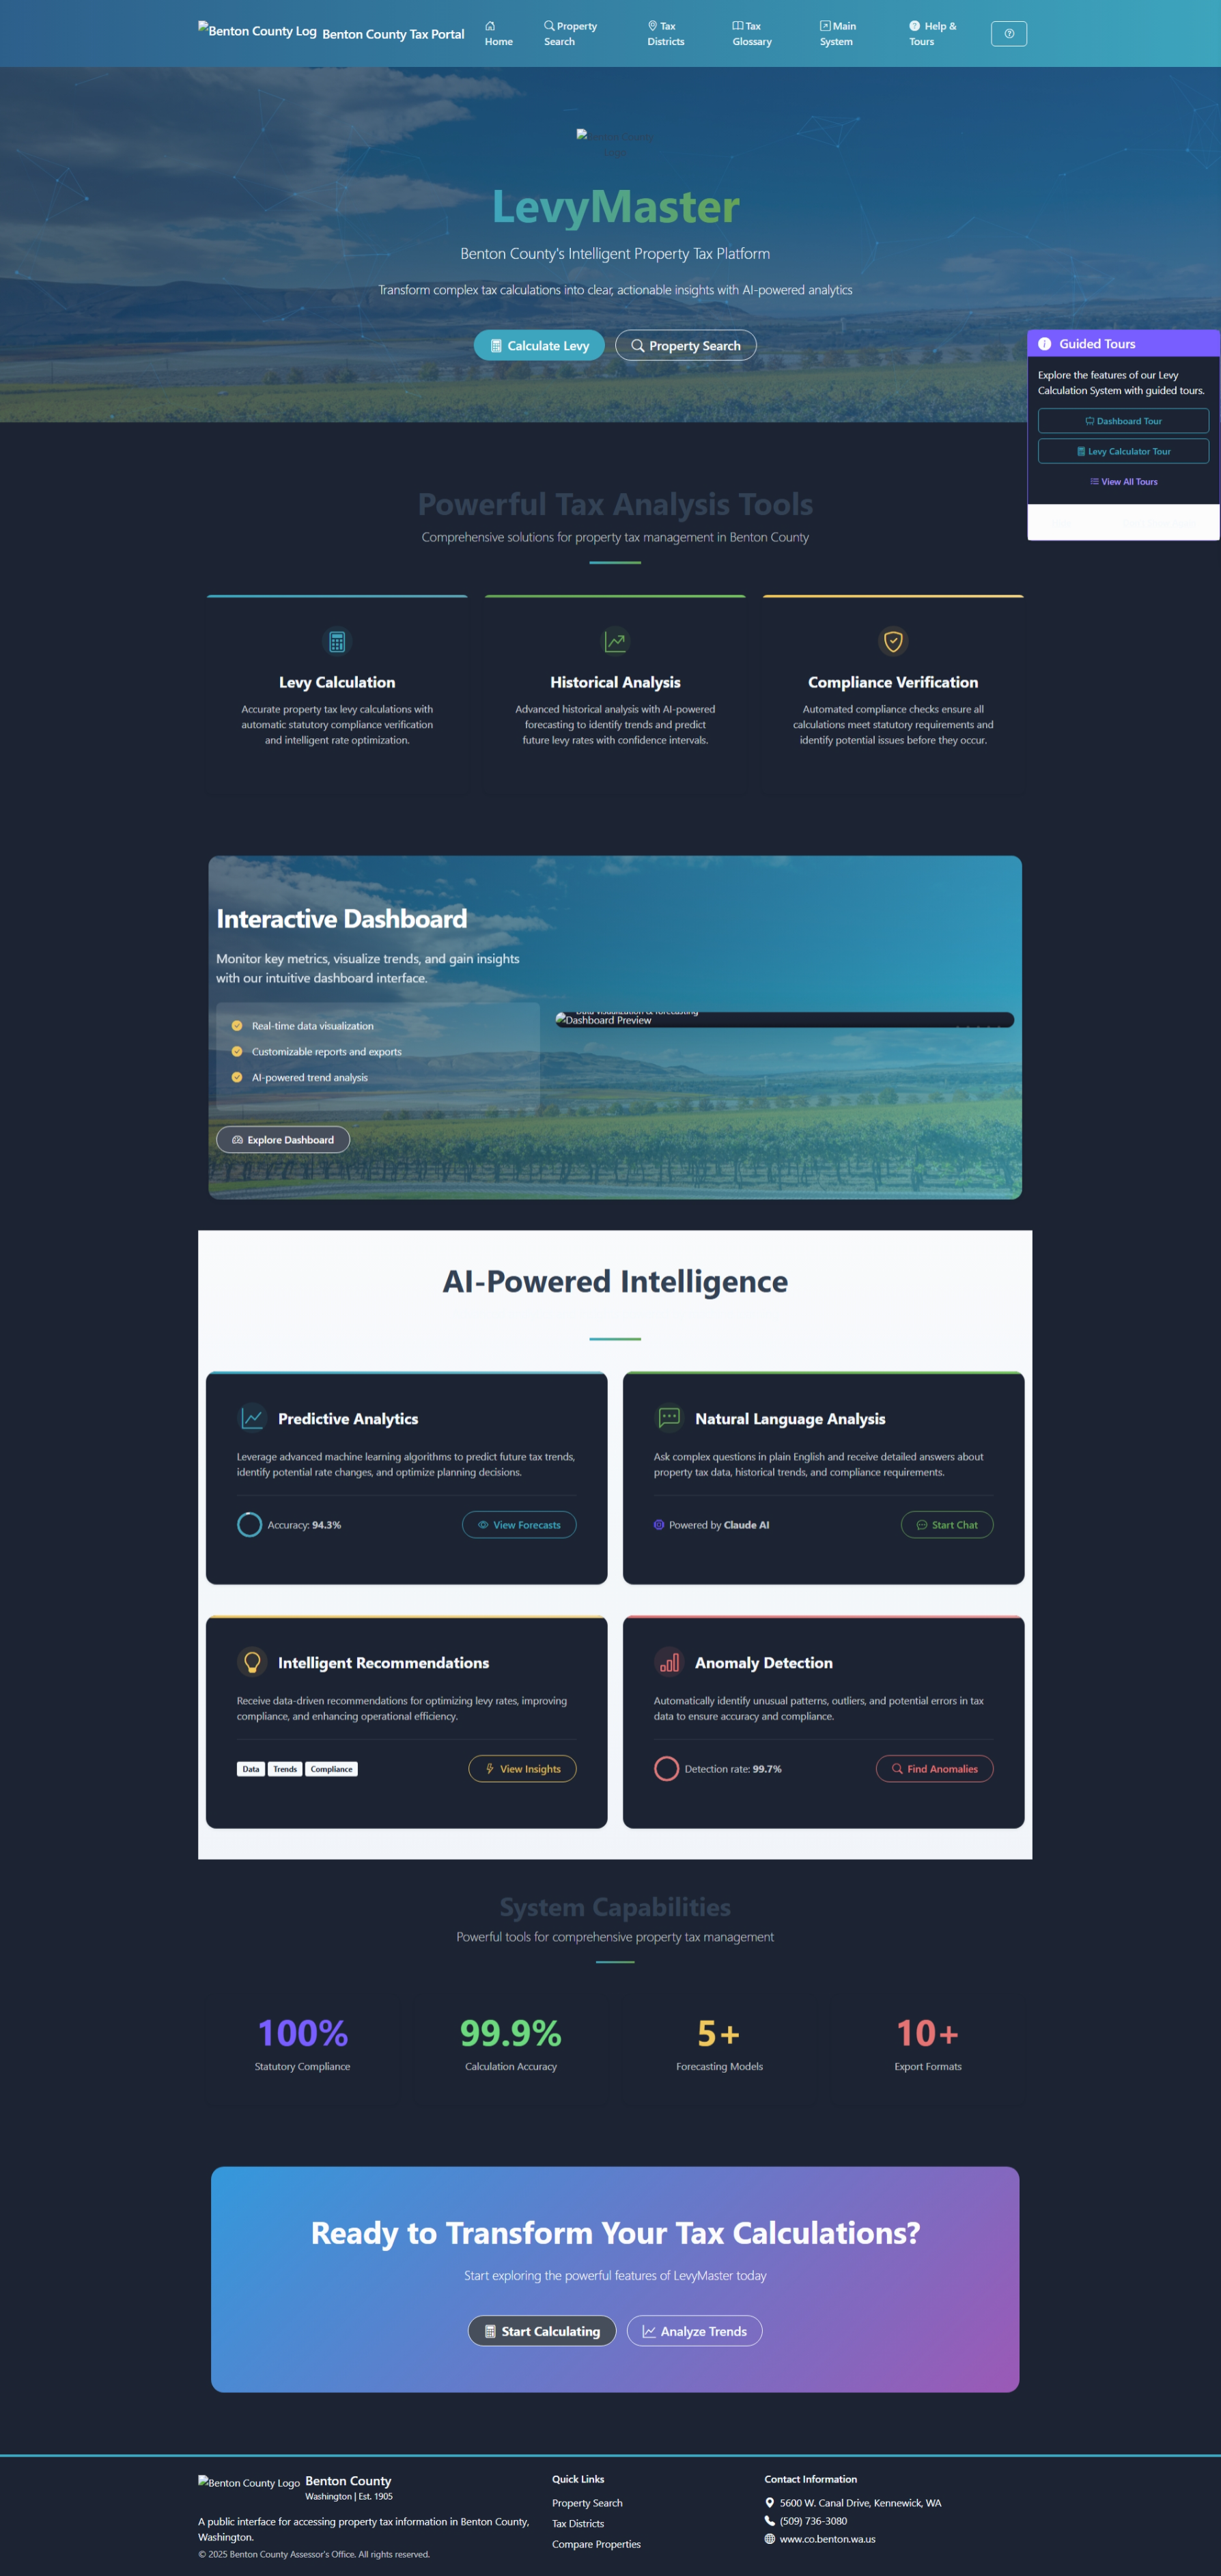 Benton County Log Benton County Tax Portal
Home
Property
Search
Tax
Districts
Tax
Glossary
Main
System
Help &
Tours
Benton County
Logo
LevyMaster
Benton County's Intelligent Property Tax Platform
Transform complex tax calculations into clear, actionable insights with AI-powered analytics
Calculate Levy
Property Search
Guided Tours
Explore the features of our Levy
Calculation System with guided tours.
Dashboard Tour
Levy Calculator Tour
View All Tours
Powerful Tax Analysis Tools
Comprehensive solutions for property tax management in Benton County
Levy Calculation
Accurate property tax levy calculations with
automatic statutory compliance verification
and intelligent rate optimization.
Historical Analysis
Advanced historical analysis with AI-powered
forecasting to identify trends and predict
future levy rates with confidence intervals.
Compliance Verification
Automated compliance checks ensure all
calculations meet statutory requirements and
identify potential issues before they occur.
Interactive Dashboard
Monitor key metrics, visualize trends, and gain insights
with our intuitive dashboard interface.
Real-time data visualization
Customizable reports and exports
AI-powered trend analysis
Explore Dashboard
Data visualization & forecasting
Dashboard Preview
AI-Powered Intelligence
Predictive Analytics
Leverage advanced machine learning algorithms to predict future tax trends,
identify potential rate changes, and optimize planning decisions.
Accuracy: 94.3%
View Forecasts
Natural Language Analysis
Ask complex questions in plain English and receive detailed answers about
property tax data, historical trends, and compliance requirements.
Powered by Claude AI
Start Chat
Intelligent Recommendations
Receive data-driven recommendations for optimizing levy rates, improving
compliance, and enhancing operational efficiency.
Data Trends Compliance
View Insights
Anomaly Detection
Automatically identify unusual patterns, outliers, and potential errors in tax
data to ensure accuracy and compliance.
Detection rate: 99.7%
Find Anomalies
System Capabilities
Powerful tools for comprehensive property tax management
100%
Statutory Compliance
99.9%
Calculation Accuracy
5+
Forecasting Models
10+
Export Formats
Ready to Transform Your Tax Calculations?
Start exploring the powerful features of LevyMaster today
Start Calculating
Analyze Trends
Benton County Logo
Benton County
Washington | Est. 1905
A public interface for accessing property tax information in Benton County,
Washington.
© 2025 Benton County Assessor's Office. All rights reserved.
Quick Links
Property Search
Tax Districts
Compare Properties
Contact Information
5600 W. Canal Drive, Kennewick, WA
(509) 736-3080
www.co.benton.wa.us